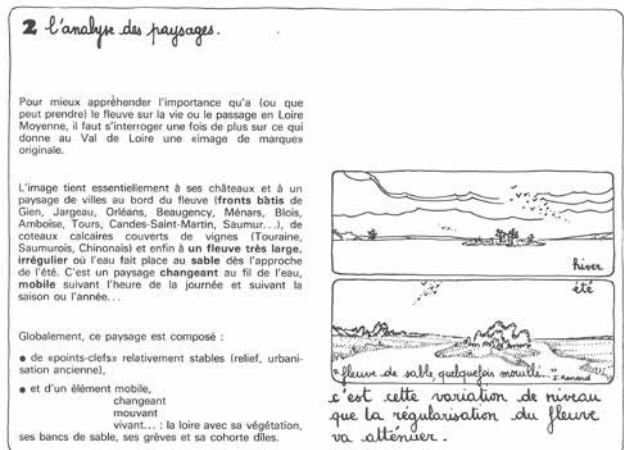 2 l'analyse des paysages.
Pour mieux apprèhender l'importance qu'a (ou que
peut prendre) le fleuve sur la vie ou le passage en Loire
Moyenne, il faut s'interroger une fois de plus sur ce qui
donne au Val de Loire une «image de marque»
originale.
L'image tient essentiellement à ses châteaux et à un
paysage de villes au bord du fleuve (fronts bâtis de
Gien, Jargeau, Orléans, Beaugency, Ménars, Blois,
Amboise, Tours, Candes-Saint-Martin, Saumur...), de
coteaux calcaires couverts de vignes (Touraine,
Saumurois, Chinonais) et enfin à un fleuve très large,
irrégulier où l'eau fait place au sable dès l'approche
de l'été. C'est un paysage changeant au fil de l'eau,
mobile suivant l'heure de la journée et suivant la
saison ou l'année...
Globalement, ce paysage est composé :
● de «points-clefs» relativement stables (relief, urbani-
sation ancienne),
● et d'un élément mobile,
changeant
mouvant
vivant... : la loire avec sa végétation,
ses bancs de sable, ses grèves et sa cohorte dîles.
hiver
été
"fleuve de sable quelquefois mouillé..." J. Renard
c'est cette variation de niveau
que la régularisation du fleuve
va atténuer.